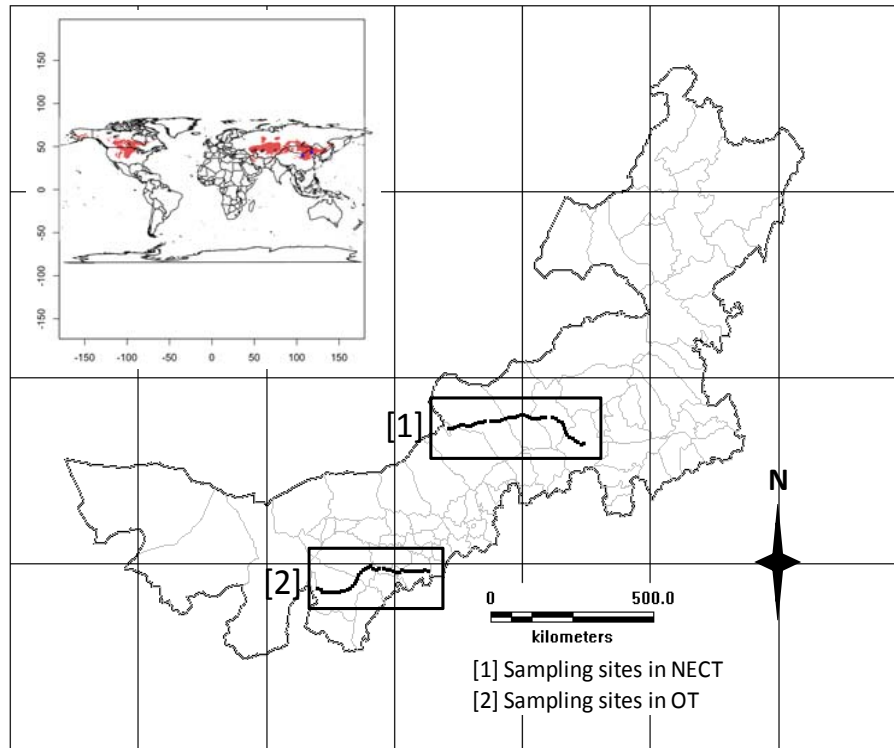 150
100
50
0
-50
-100
-150
-150 -100 -50 0 50 100 150
[1]
[2]
N
0 500.0
kilometers
[1] Sampling sites in NECT
[2] Sampling sites in OT